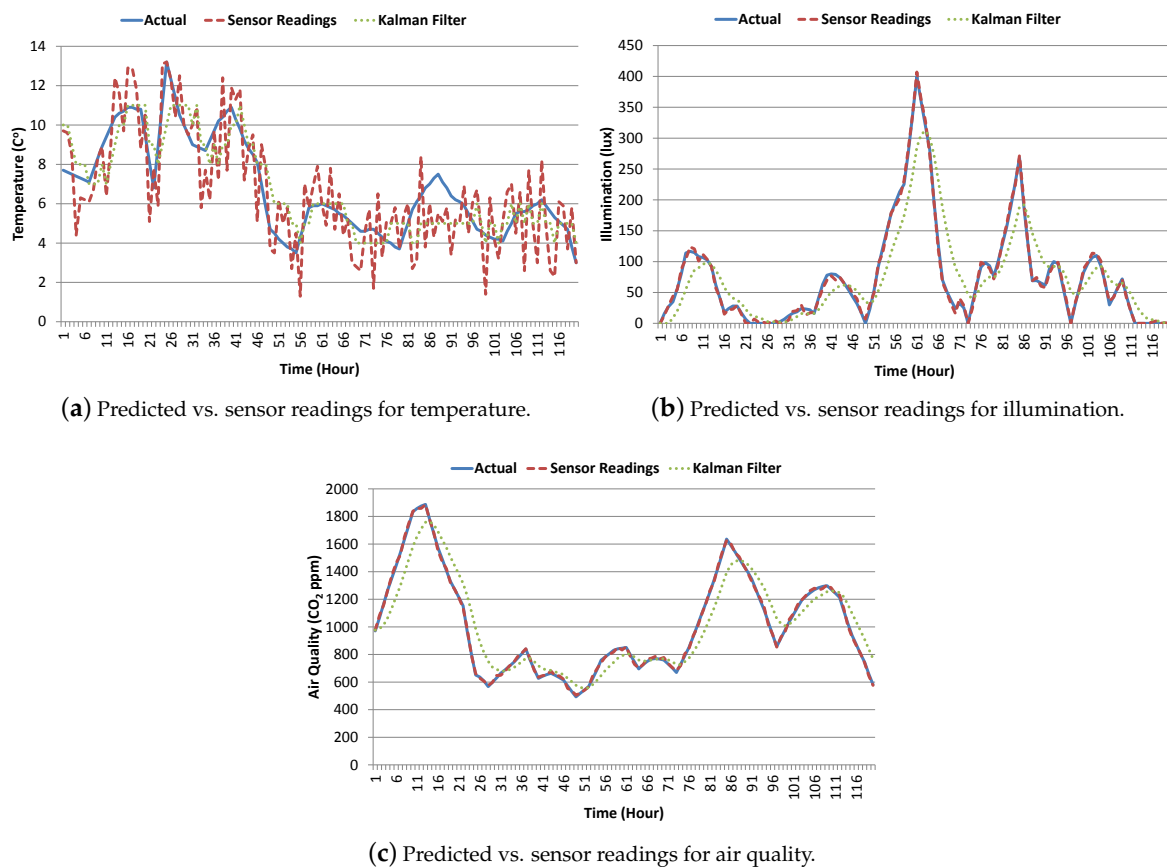 Actual Sensor Readings Kalman Filter
14
12
10
8
6
4
2
0
Temperature (C°)
1 6 11 16 21 26 31 36 41 46 51 56 61 66 71 76 81 86 91 96 101 106 111 116
Time (Hour)
(a) Predicted vs. sensor readings for temperature.
Actual Sensor Readings Kalman Filter
450
400
350
300
250
200
150
100
50
0
Illumination (lux)
1 6 11 16 21 26 31 36 41 46 51 56 61 66 71 76 81 86 91 96 101 106 111 116
Time (Hour)
(b) Predicted vs. sensor readings for illumination.
Actual Sensor Readings Kalman Filter
2000
1800
1600
1400
1200
1000
800
600
400
200
0
Air Quality (CO₂ ppm)
1 6 11 16 21 26 31 36 41 46 51 56 61 66 71 76 81 86 91 96 101 106 111 116
Time (Hour)
(c) Predicted vs. sensor readings for air quality.